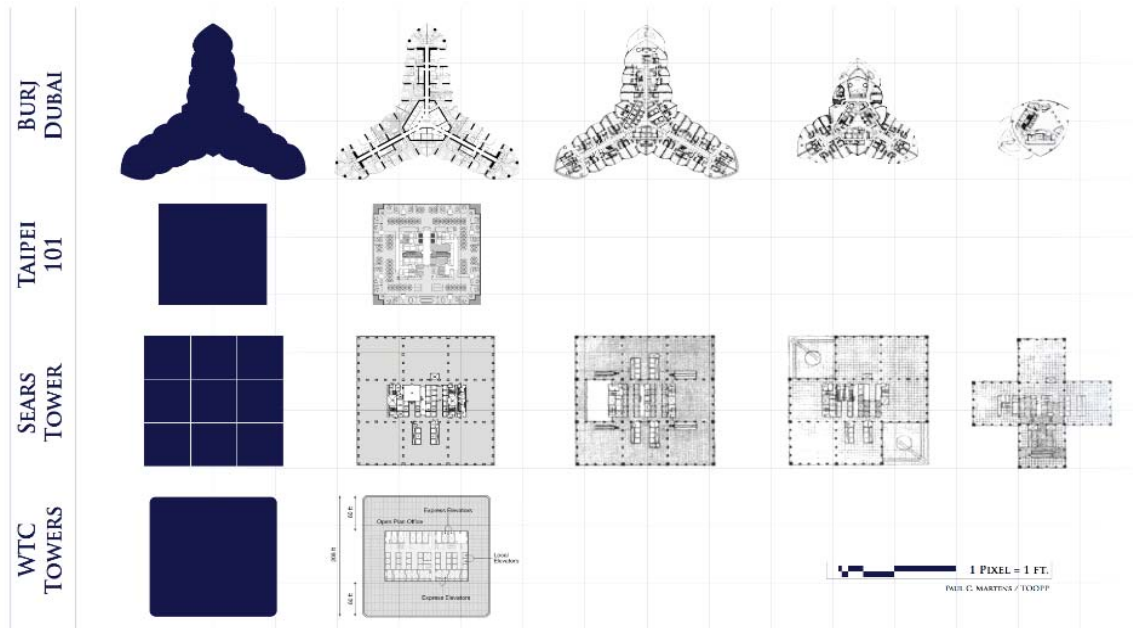 BURJ
DUBAI
TAIPEI
101
SEARS
TOWER
WTC
TOWERS
Express Elevators
Open Plan Office
Local
Elevators
Express Elevators
1 PIXEL = 1 FT.
PAUL C. MARTENS / TOOPP